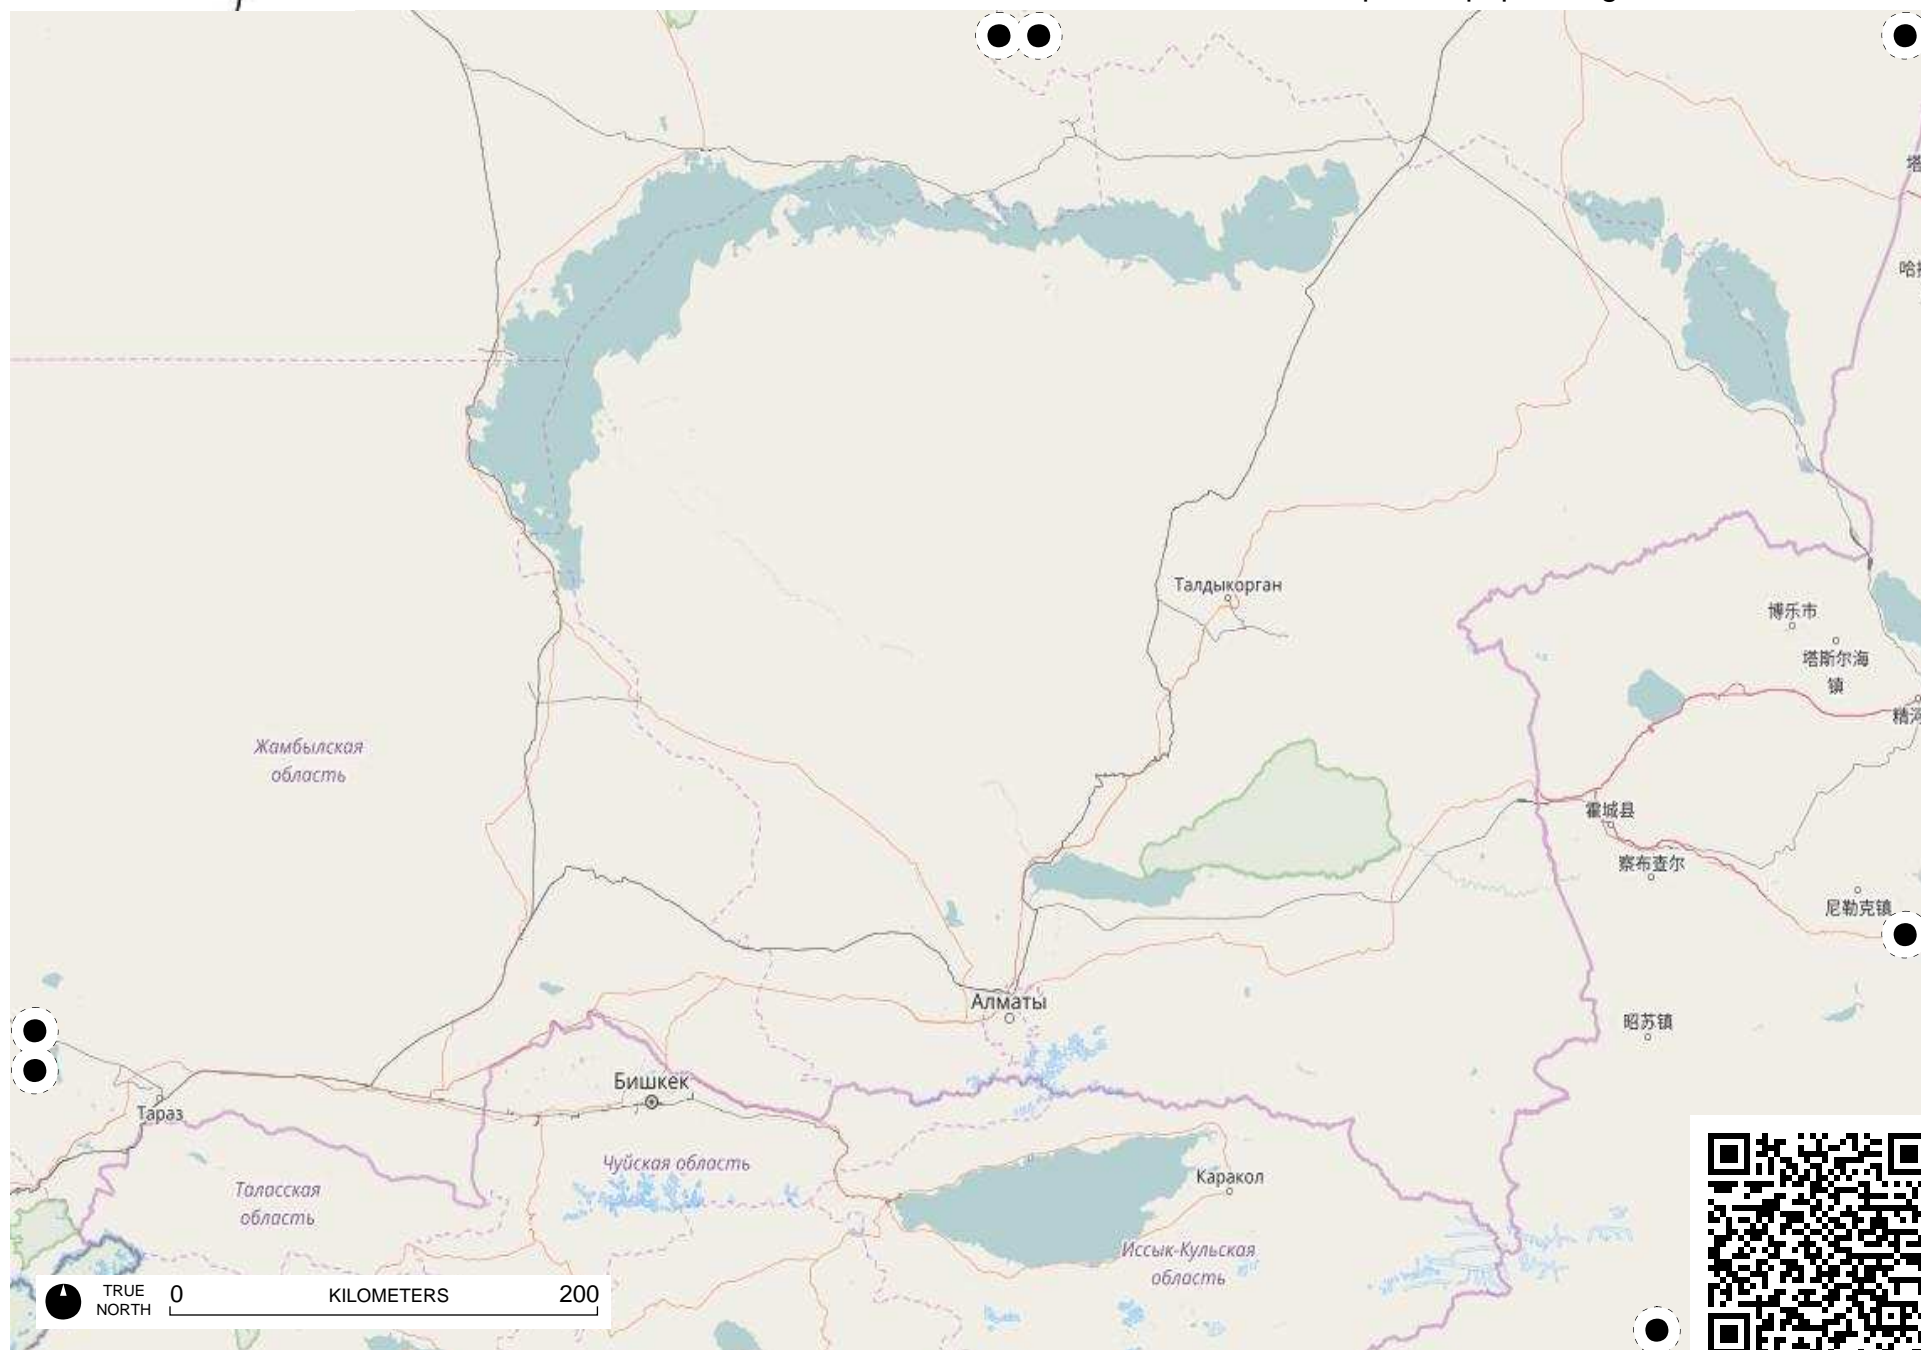 Талдыкорган
博乐市
塔斯尔海
镇
Жамбылская
область
霍城县
察布查尔
尼勒克镇
Алматы
昭苏镇
Бишкек
Тараз
Чуйская область
Каракол
Таласская
область
Иссык-Кульская
область
TRUE
NORTH
0 KILOMETERS 200